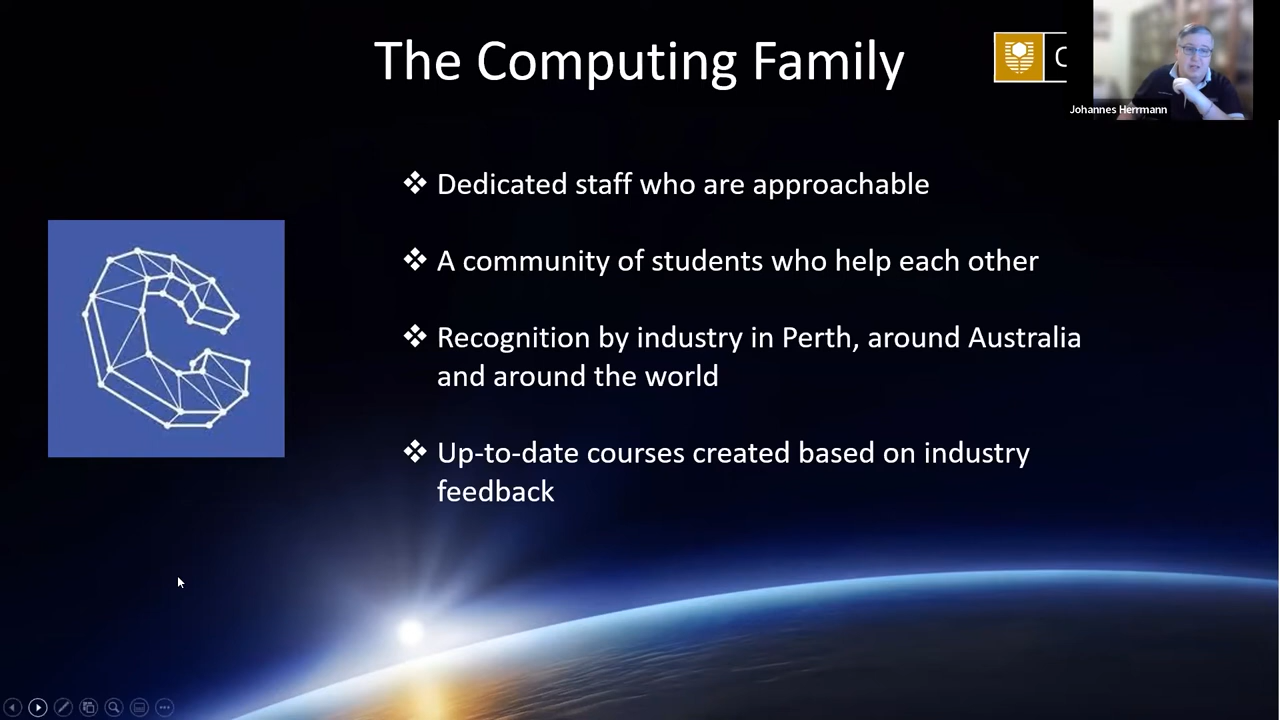 The Computing Family
C
Johannes Herrmann
❖ Dedicated staff who are approachable
❖ A community of students who help each other
❖ Recognition by industry in Perth, around Australia
and around the world
❖ Up-to-date courses created based on industry
feedback